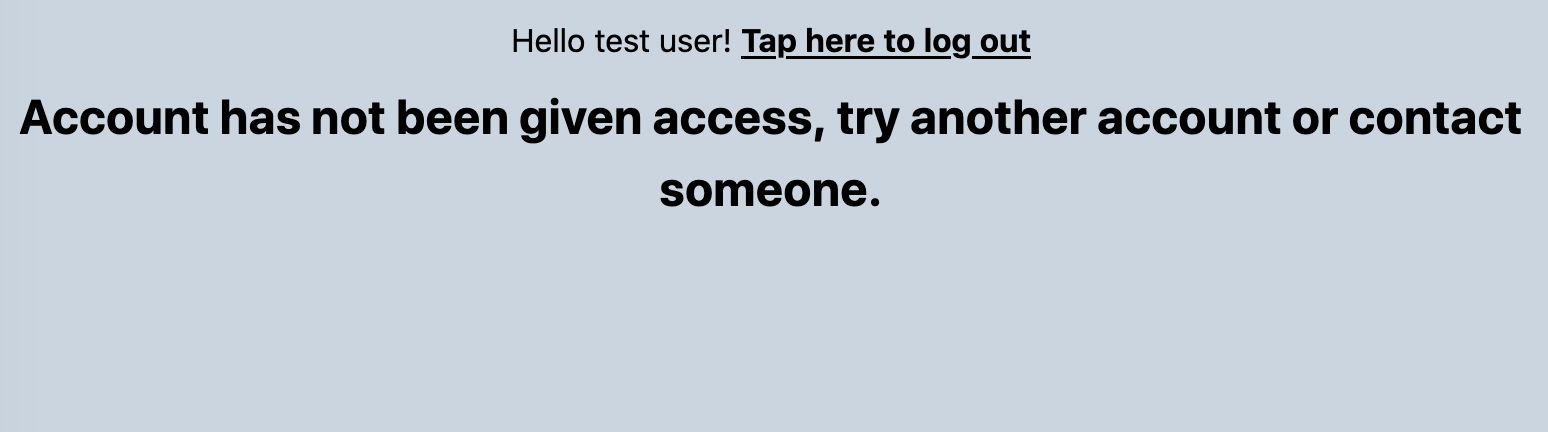 Hello test user! Tap here to log out
Account has not been given access, try another account or contact
someone.